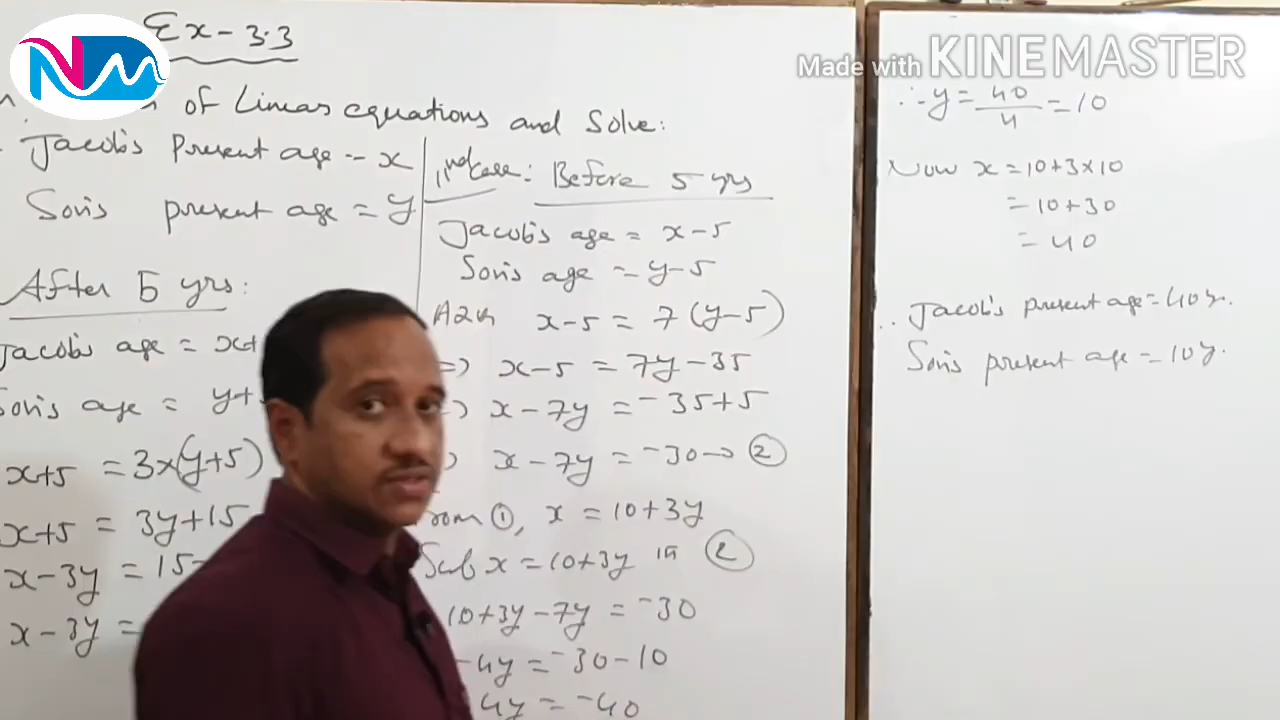 Ex - 3.3
NM
of Linear equations and Solve:
Jacob's Present age - x
Son's present age = y
After 5 yrs:
Jacob's age = x+
Son's age = y+
x+5 = 3×(y+5)
x+5 = 3y+15
x-3y = 15-
x-3y =
IInd case: Before 5 yrs
Jacob's age = x-5
Son's age = y-5
A2Q x-5 = 7(y-5)
=> x-5 = 7y-35
=> x-7y = -35+5
x-7y = -30 → ②
From ①, x = 10+3y
Sub x = 10+3y in ②
10+3y-7y = -30
-4y = -30-10
4y = -40
Made with KINEMASTER
∴ y = 40/4 = 10
Now x = 10+3×10
= 10+30
= 40
∴ Jacob's present age = 40 y.
Son's present age = 10 y.